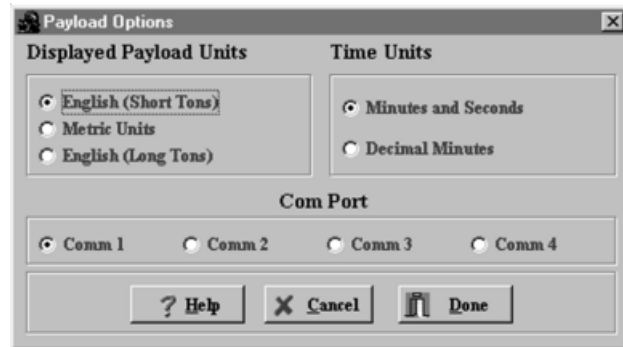 Payload Options
Displayed Payload Units Time Units
English (Short Tons)
Metric Units
English (Long Tons)
Minutes and Seconds
Decimal Minutes
Com Port
Comm 1 Comm 2 Comm 3 Comm 4
? Help Cancel Done